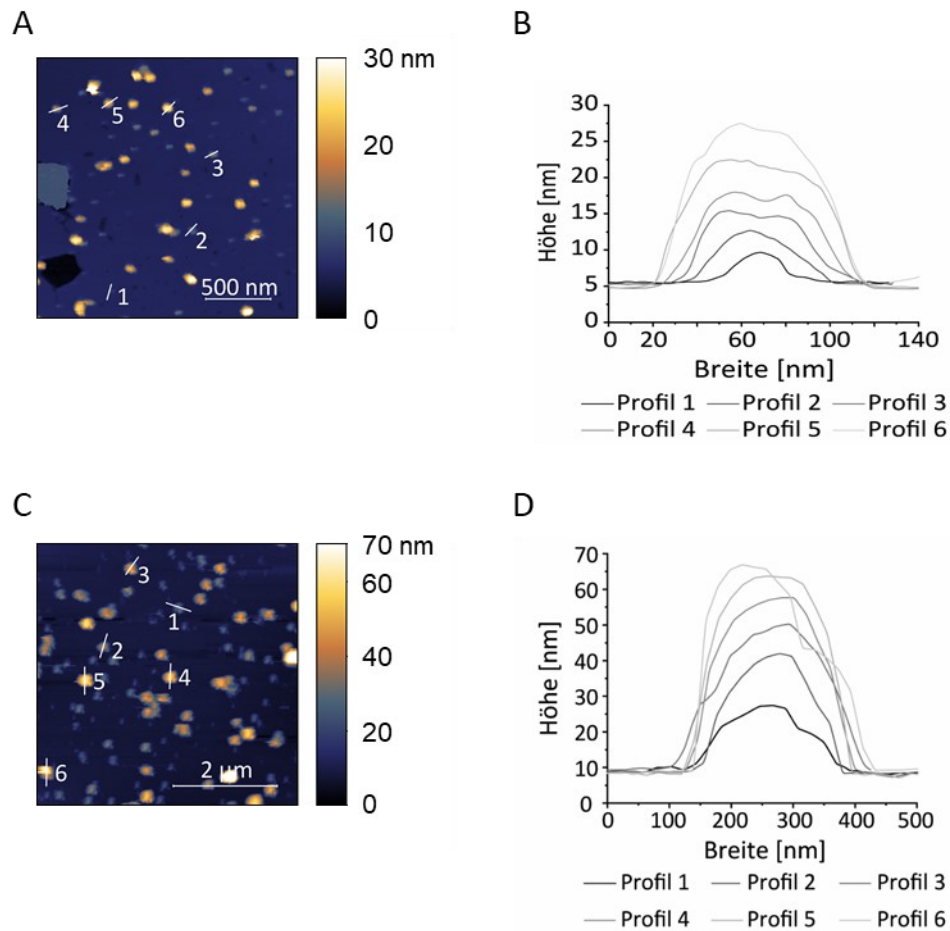 A
30 nm
20
10
0
4
5
6
3
2
1
500 nm
B
Höhe [nm]
30
25
20
15
10
5
0
0 20 60 100 140
Breite [nm]
Profil 1 Profil 2 Profil 3
Profil 4 Profil 5 Profil 6
C
70 nm
60
40
20
0
3
1
2
4
5
6
2 µm
D
Höhe [nm]
70
60
50
40
30
20
10
0
0 100 200 300 400 500
Breite [nm]
Profil 1 Profil 2 Profil 3
Profil 4 Profil 5 Profil 6